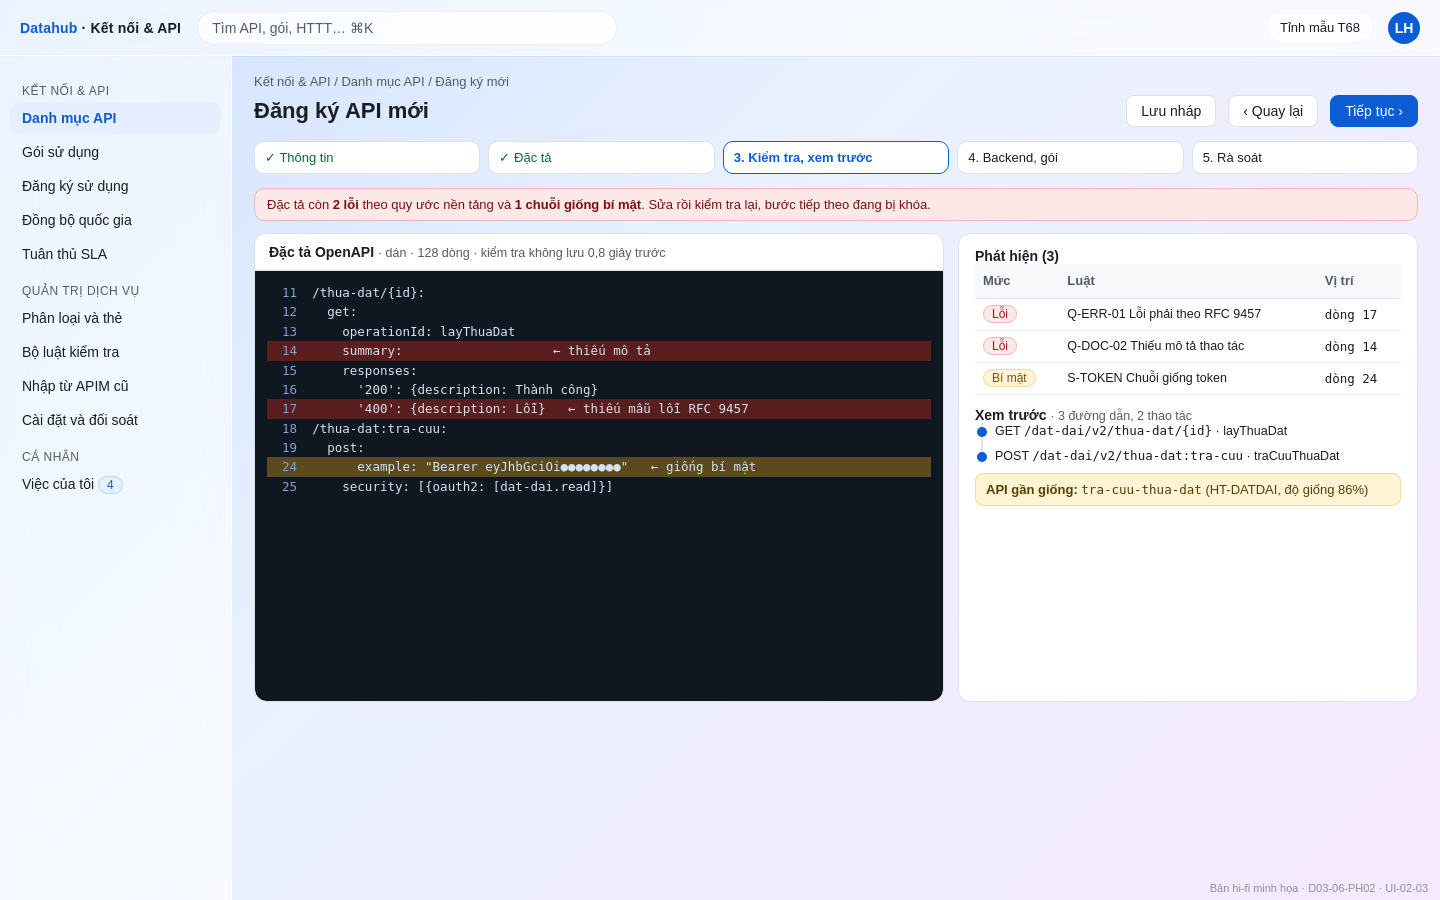 Datahub · Kết nối & API
Tìm API, gói, HTTT… ⌘K
Tỉnh mẫu T68
LH
KẾT NỐI & API
Danh mục API
Gói sử dụng
Đăng ký sử dụng
Đồng bộ quốc gia
Tuân thủ SLA
QUẢN TRỊ DỊCH VỤ
Phân loại và thẻ
Bộ luật kiểm tra
Nhập từ APIM cũ
Cài đặt và đối soát
CÁ NHÂN
Việc của tôi 4
Kết nối & API / Danh mục API / Đăng ký mới
Đăng ký API mới
Lưu nháp
‹ Quay lại
Tiếp tục ›
✓ Thông tin
✓ Đặc tả
3. Kiểm tra, xem trước
4. Backend, gói
5. Rà soát
Đặc tả còn 2 lỗi theo quy ước nền tảng và 1 chuỗi giống bí mật. Sửa rồi kiểm tra lại, bước tiếp theo đang bị khóa.
Đặc tả OpenAPI · dán · 128 dòng · kiểm tra không lưu 0,8 giây trước
11 /thua-dat/{id}:
12 get:
13 operationId: layThuaDat
14 summary: ← thiếu mô tả
15 responses:
16 '200': {description: Thành công}
17 '400': {description: Lỗi} ← thiếu mẫu lỗi RFC 9457
18 /thua-dat:tra-cuu:
19 post:
24 example: "Bearer eyJhbGciOi●●●●●●●●" ← giống bí mật
25 security: [{oauth2: [dat-dai.read]}]
Phát hiện (3)
Mức Luật Vị trí
Lỗi Q-ERR-01 Lỗi phải theo RFC 9457 dòng 17
Lỗi Q-DOC-02 Thiếu mô tả thao tác dòng 14
Bí mật S-TOKEN Chuỗi giống token dòng 24
Xem trước · 3 đường dẫn, 2 thao tác
GET /dat-dai/v2/thua-dat/{id} · layThuaDat
POST /dat-dai/v2/thua-dat:tra-cuu · traCuuThuaDat
API gần giống: tra-cuu-thua-dat (HT-DATDAI, độ giống 86%)
Bản hi-fi minh họa · D03-06-PH02 · UI-02-03